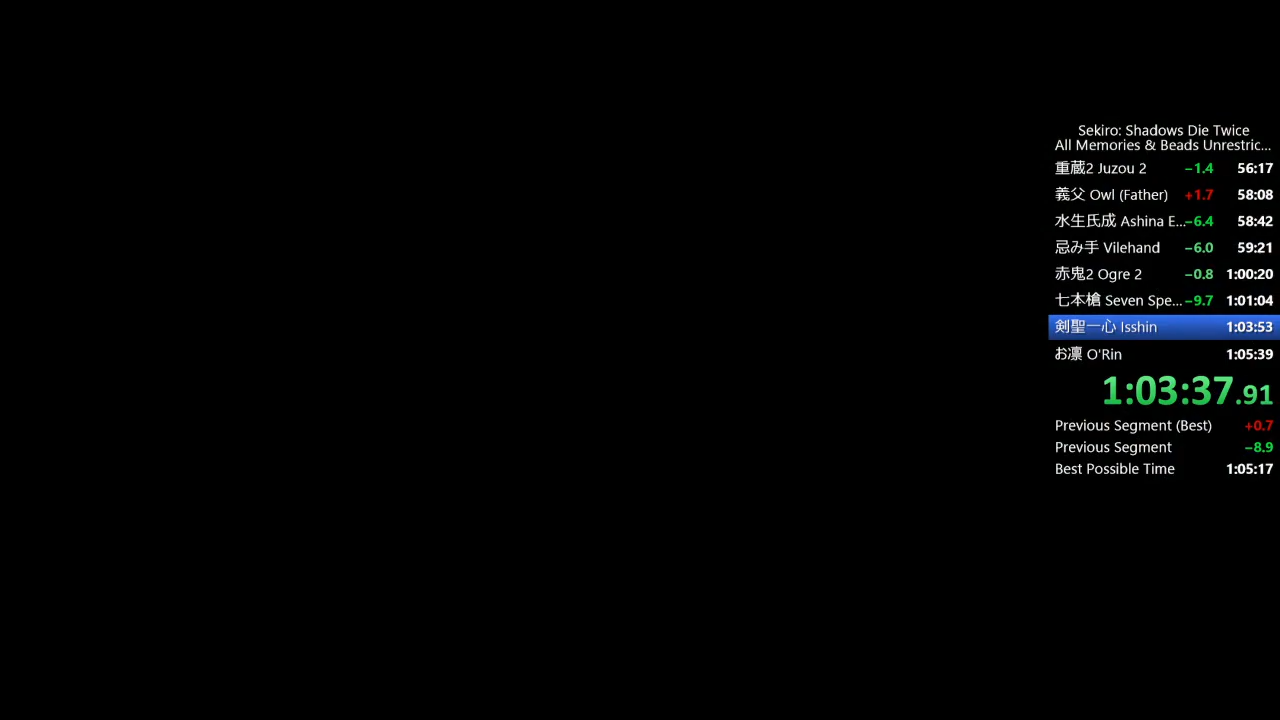 Sekiro: Shadows Die Twice
All Memories & Beads Unrestric...
重蔵2 Juzou 2 −1.4 56:17
義父 Owl (Father) +1.7 58:08
水生氏成 Ashina E... −6.4 58:42
忌み手 Vilehand −6.0 59:21
赤鬼2 Ogre 2 −0.8 1:00:20
七本槍 Seven Spe... −9.7 1:01:04
剣聖一心 Isshin 1:03:53
お凛 O'Rin 1:05:39
1:03:37.91
Previous Segment (Best) +0.7
Previous Segment −8.9
Best Possible Time 1:05:17